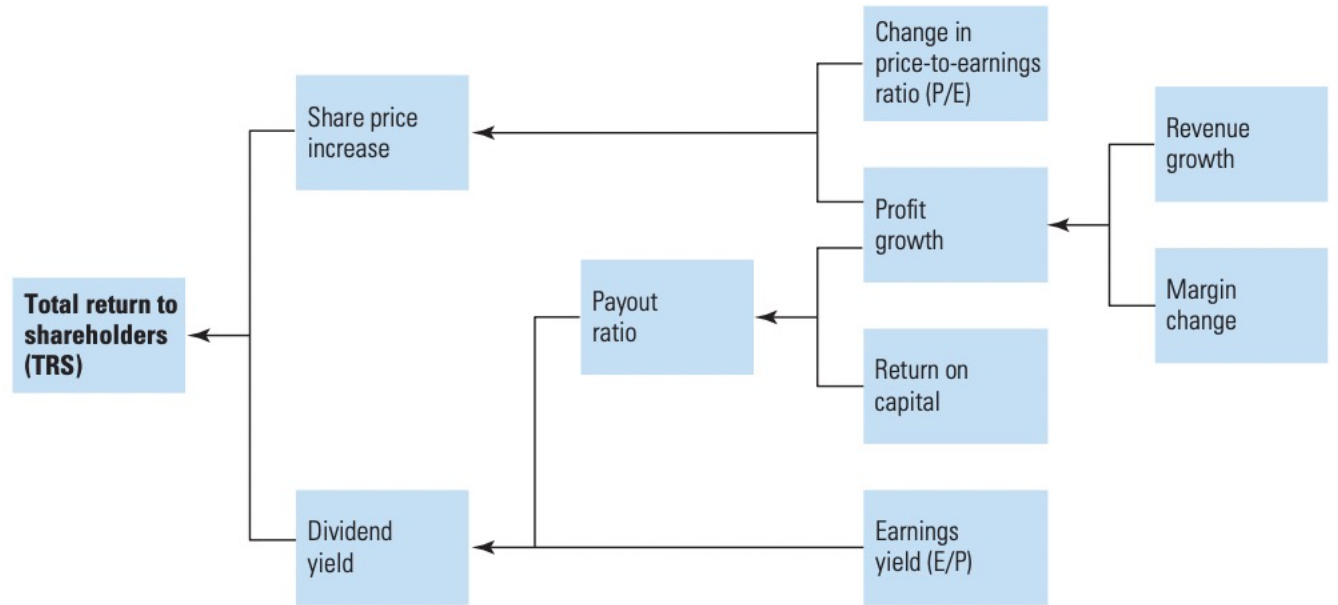 Change in
price-to-earnings
ratio (P/E)
Share price
increase
Revenue
growth
Profit
growth
Total return to
shareholders
(TRS)
Payout
ratio
Margin
change
Return on
capital
Dividend
yield
Earnings
yield (E/P)